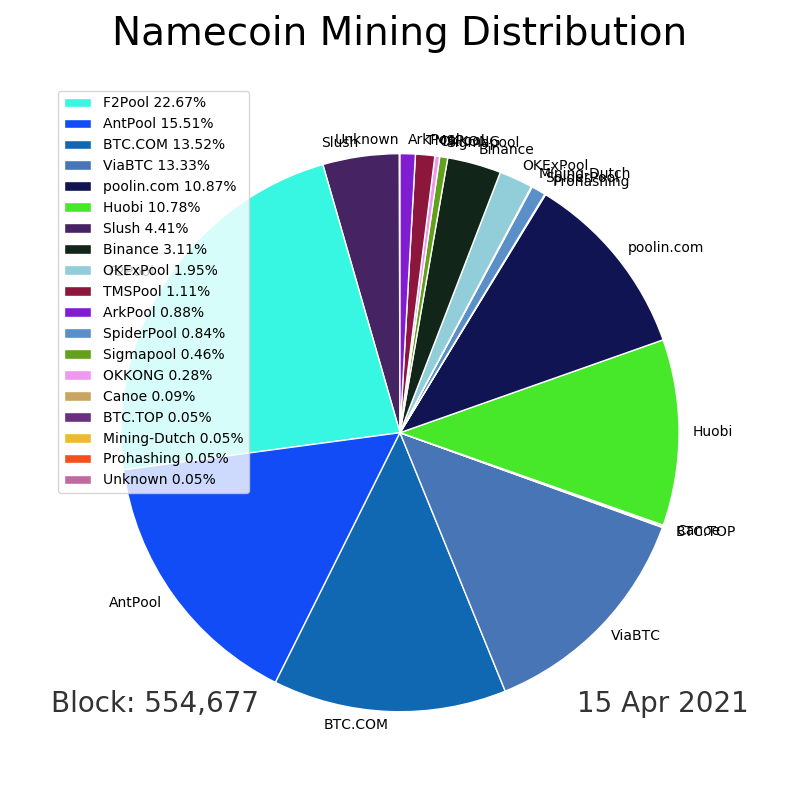 Namecoin Mining Distribution
F2Pool 22.67%
AntPool 15.51%
BTC.COM 13.52%
ViaBTC 13.33%
poolin.com 10.87%
Huobi 10.78%
Slush 4.41%
Binance 3.11%
OKExPool 1.95%
TMSPool 1.11%
ArkPool 0.88%
SpiderPool 0.84%
Sigmapool 0.46%
OKKONG 0.28%
Canoe 0.09%
BTC.TOP 0.05%
Mining-Dutch 0.05%
Prohashing 0.05%
Unknown 0.05%
Slush
Unknown
ArkPool
TMSPool
OKKONG
Sigmapool
Binance
OKExPool
Mining-Dutch
SpiderPool
Prohashing
poolin.com
Huobi
Canoe
BTC.TOP
ViaBTC
BTC.COM
AntPool
Block: 554,677
15 Apr 2021